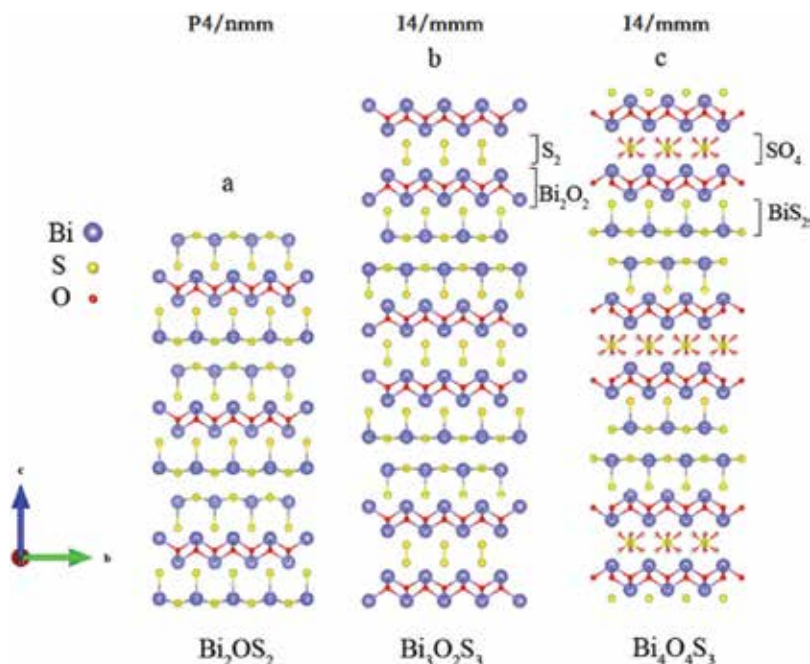 P4/nmm
I4/mmm
I4/mmm
b
c
S₂
SO₄
Bi₂O₂
BiS₂
a
Bi
S
O
c
b
Bi₂OS₂
Bi₃O₂S₃
Bi₄O₄S₃